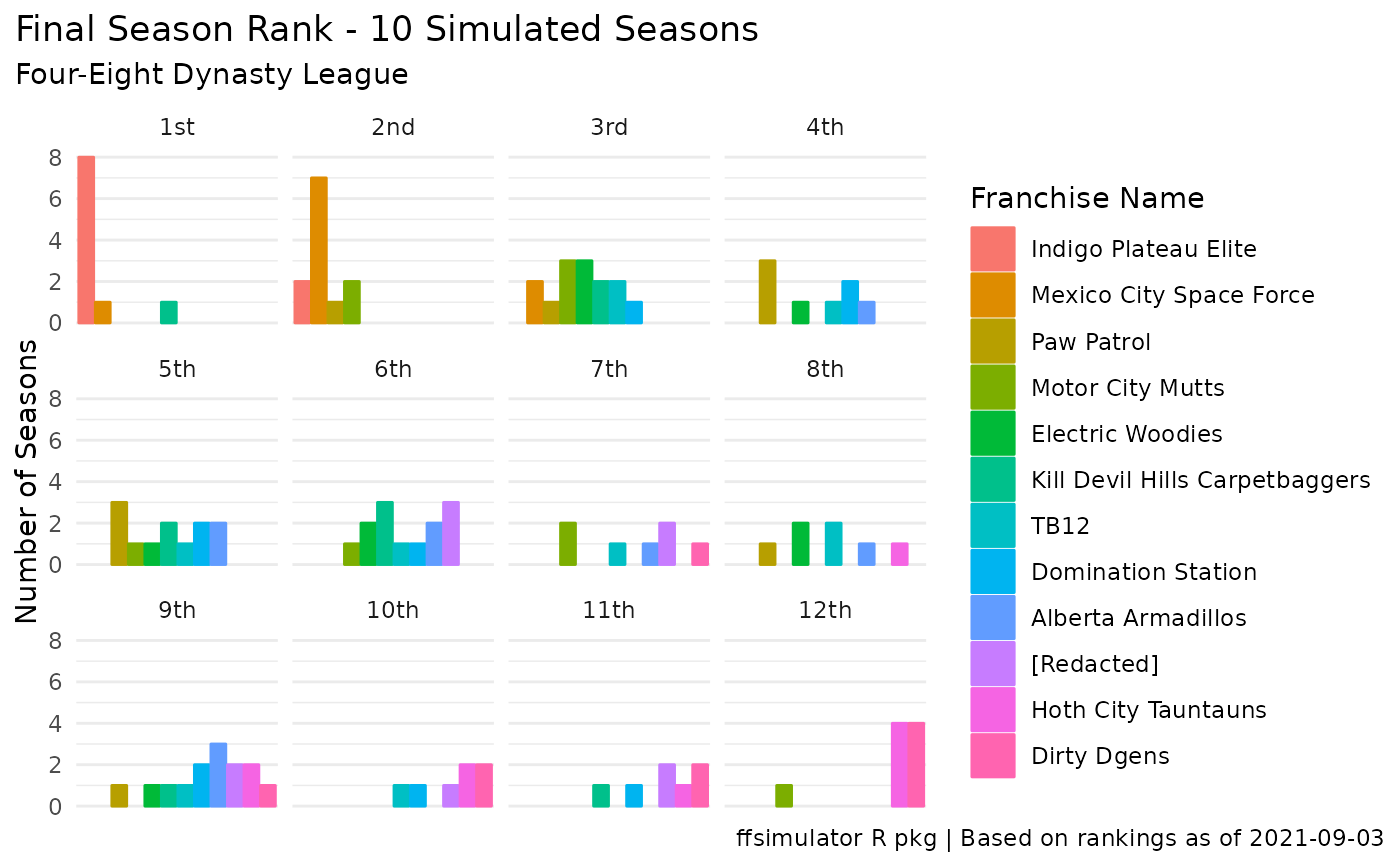 Final Season Rank - 10 Simulated Seasons
Four-Eight Dynasty League
1st 2nd 3rd 4th
8
6
4
2
0
5th 6th 7th 8th
8
6
4
2
0
9th 10th 11th 12th
8
6
4
2
0
Number of Seasons
Franchise Name
Indigo Plateau Elite
Mexico City Space Force
Paw Patrol
Motor City Mutts
Electric Woodies
Kill Devil Hills Carpetbaggers
TB12
Domination Station
Alberta Armadillos
[Redacted]
Hoth City Tauntauns
Dirty Dgens
ffsimulator R pkg | Based on rankings as of 2021-09-03